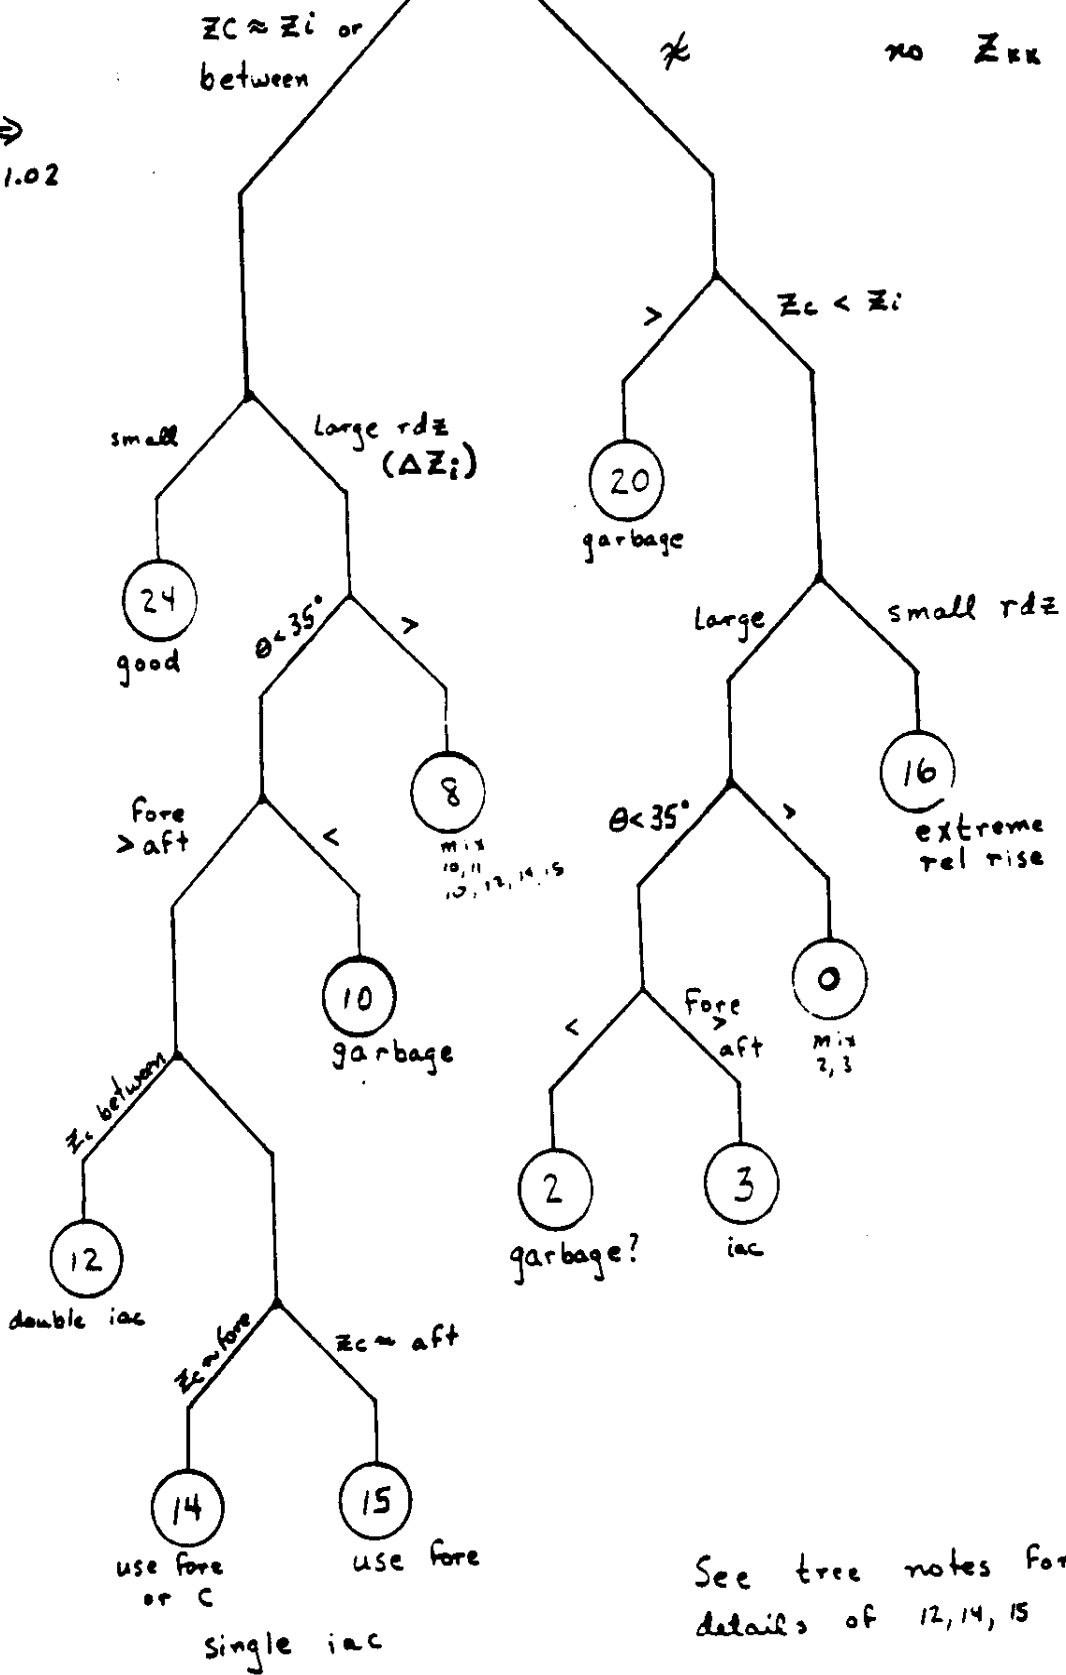 zc ≈ zi or
between
≉
no Zxx
⇒
1.02
>
Zc < Zi
small
Large rdz
(ΔZi)
20
garbage
24
good
θ<35°
>
Large
small rdz
8
mix
10, 11
10, 12, 14, 15
16
extreme
rel rise
Fore
> aft
<
θ<35°
>
10
garbage
0
mix
2, 3
<
Fore
>
aft
Zc between
2
garbage?
3
iac
12
double iac
zc≈fore
zc ≈ aft
14
use fore
or C
15
use fore
single iac
See tree notes For
details of 12, 14, 15